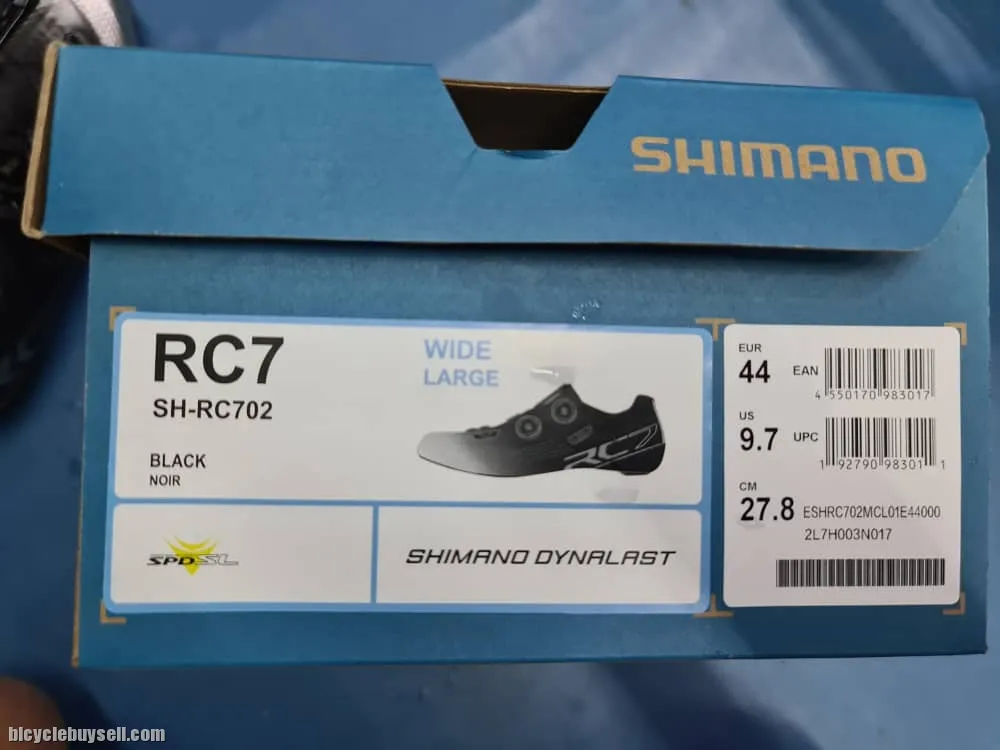 SHIMANO
RC7
SH-RC702
BLACK
NOIR
WIDE
LARGE
RC7
SPD-SL
SHIMANO DYNALAST
EUR
44
EAN
4 550170 983017
US
9.7
UPC
1 92790 98301 1
CM
27.8
ESHRC702MCL01E44000
2L7H003N017
bicyclebuysell.com